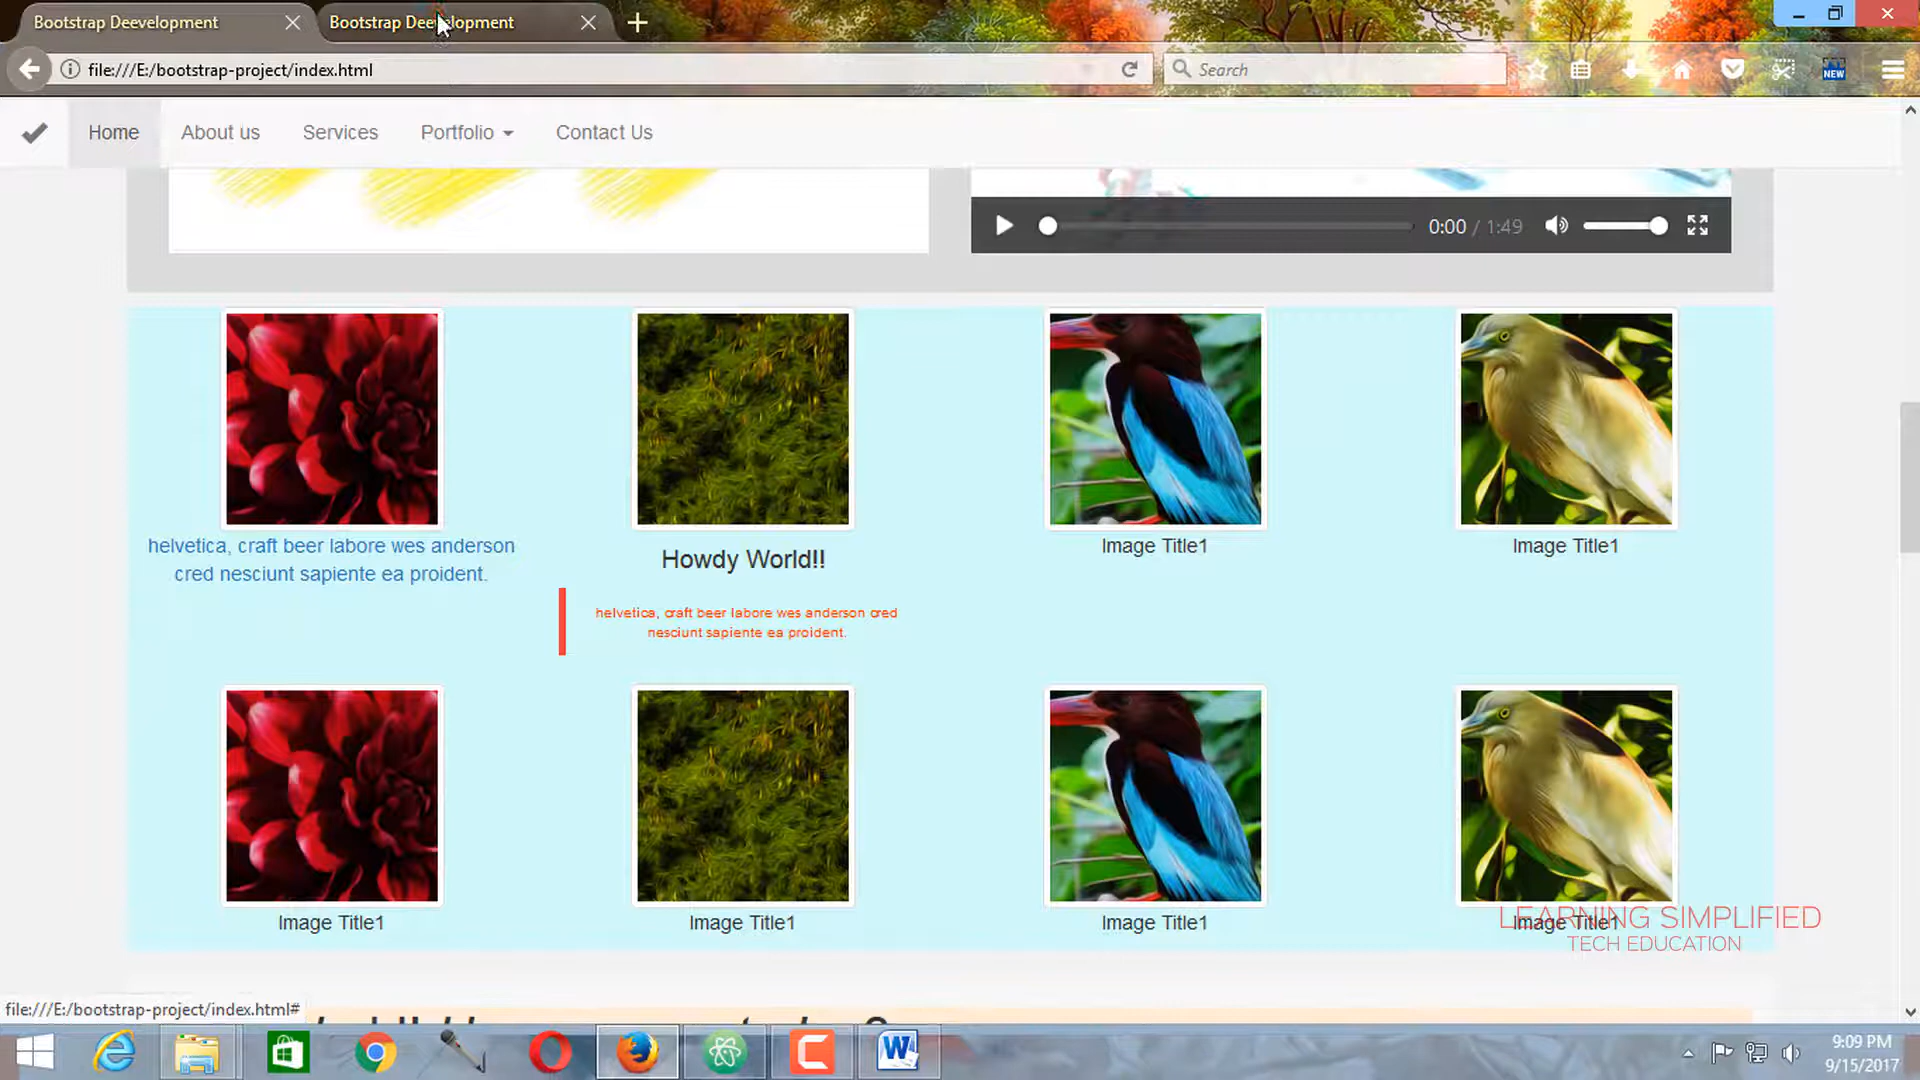 Bootstrap Deevelopment
Bootstrap Deevelopment
file:///E:/bootstrap-project/index.html
Search
NEW
Home
About us
Services
Portfolio
Contact Us
0:00 / 1:49
helvetica, craft beer labore wes anderson
cred nesciunt sapiente ea proident.
Howdy World!!
helvetica, craft beer labore wes anderson cred
nesciunt sapiente ea proident.
Image Title1
Image Title1
Image Title1
Image Title1
Image Title1
Image Title1
LEARNING SIMPLIFIED
TECH EDUCATION
file:///E:/bootstrap-project/index.html#
9:09 PM
9/15/2017